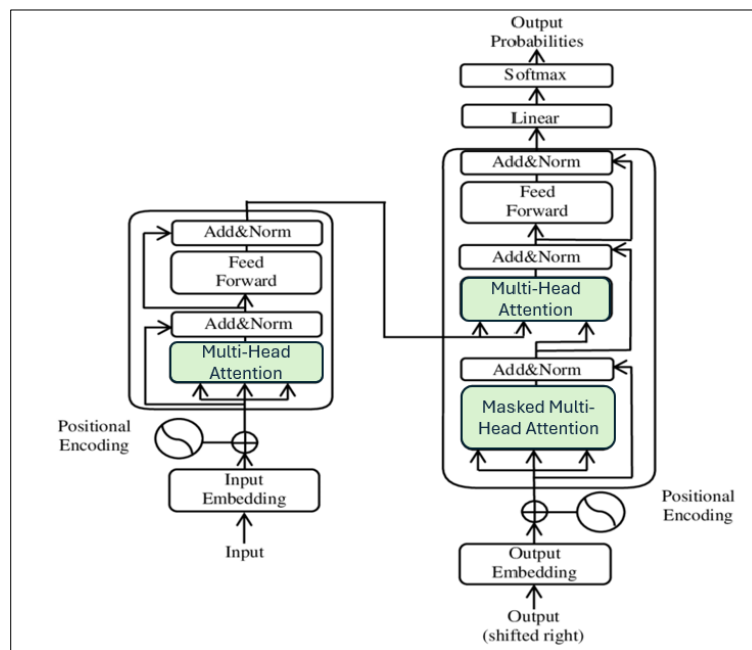 Output
Probabilities
Softmax
Linear
Add&Norm
Feed
Forward
Add&Norm
Multi-Head
Attention
Add&Norm
Masked Multi-
Head Attention
Positional
Encoding
Output
Embedding
Output
(shifted right)
Add&Norm
Feed
Forward
Add&Norm
Multi-Head
Attention
Positional
Encoding
Input
Embedding
Input